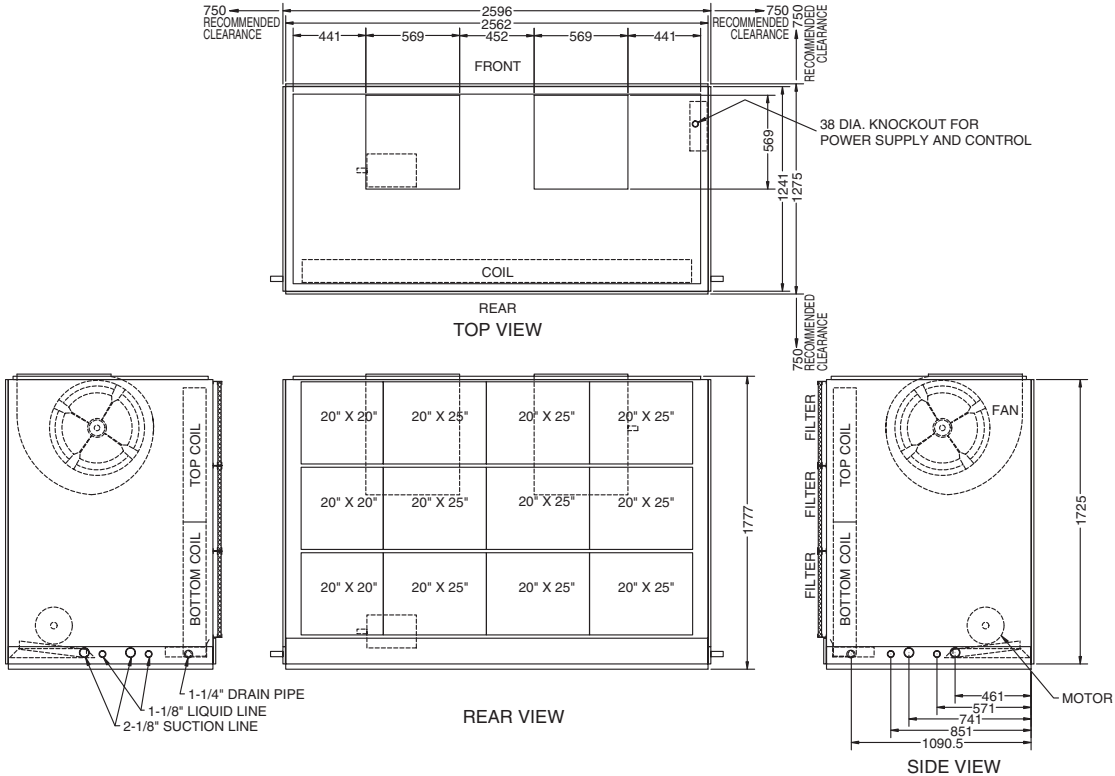 750
RECOMMENDED
CLEARANCE
2596
2562
750
RECOMMENDED
CLEARANCE
750
RECOMMENDED
CLEARANCE
441
569
452
569
441
FRONT
38 DIA. KNOCKOUT FOR
POWER SUPPLY AND CONTROL
569
1241
1275
COIL
REAR
TOP VIEW
750
RECOMMENDED
CLEARANCE
TOP COIL
BOTTOM COIL
1-1/4" DRAIN PIPE
1-1/8" LIQUID LINE
2-1/8" SUCTION LINE
20" X 20"
20" X 25"
20" X 25"
20" X 25"
20" X 20"
20" X 25"
20" X 25"
20" X 25"
20" X 20"
20" X 25"
20" X 25"
20" X 25"
1777
REAR VIEW
FILTER
FILTER
FILTER
TOP COIL
BOTTOM COIL
FAN
1725
MOTOR
461
571
741
851
1090.5
SIDE VIEW